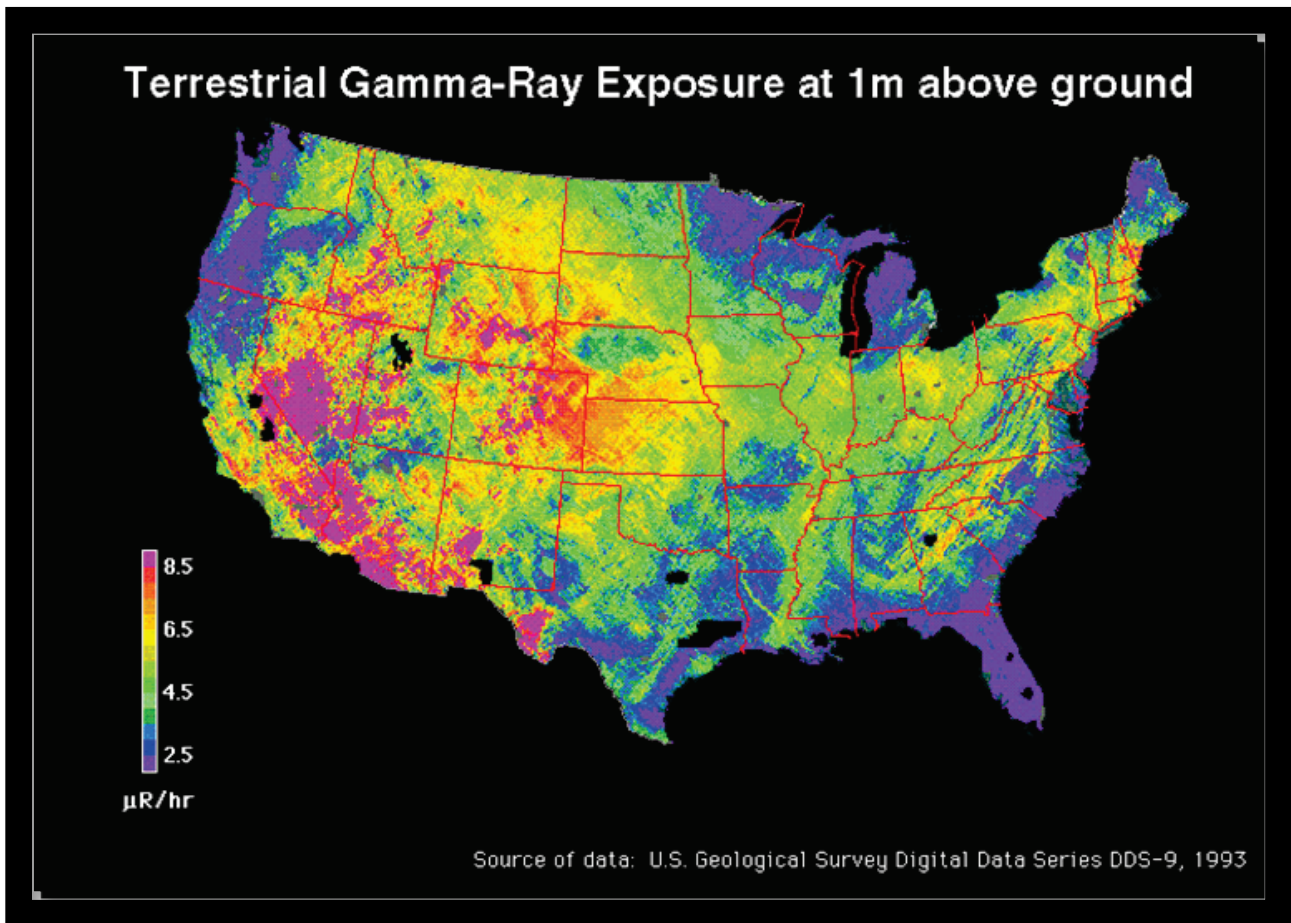 Terrestrial Gamma-Ray Exposure at 1m above ground
8.5
6.5
4.5
2.5
µR/hr
Source of data: U.S. Geological Survey Digital Data Series DDS-9, 1993